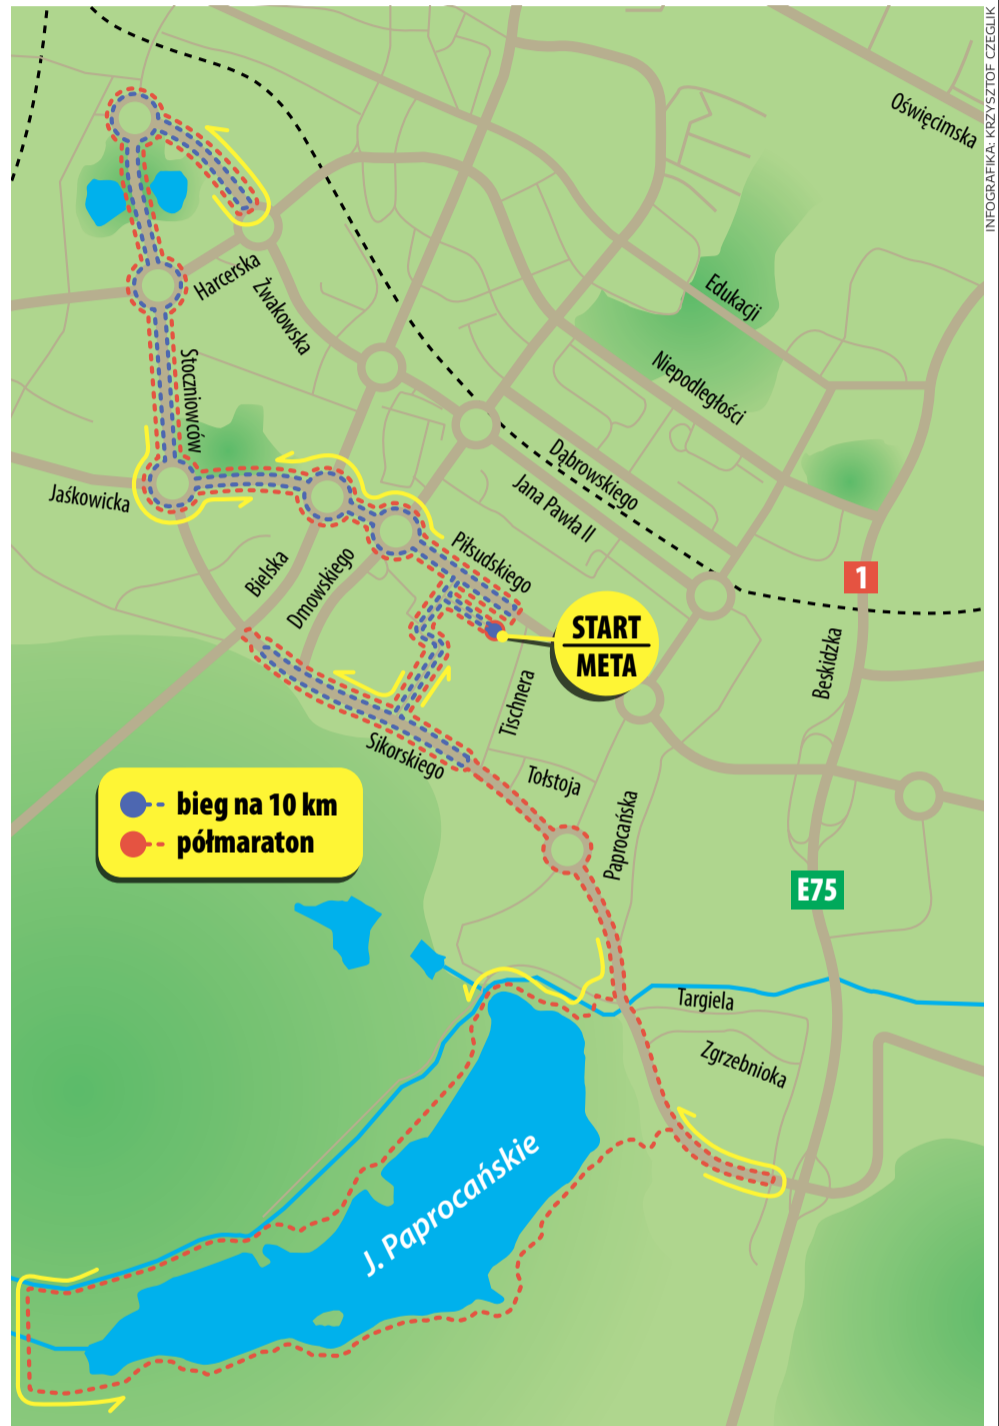 INFOGRAFIKA: KRZYSZTOF CZEGLIK
Oświęcimska
Harcerska
Żwakowska
Edukacji
Stoczniowców
Niepodległości
Dąbrowskiego
Jana Pawła II
Jaśkowicka
Piłsudskiego
Bielska
Dmowskiego
1
START
META
Beskidzka
Tischnera
Sikorskiego
Tołstoja
Paprocańska
bieg na 10 km
półmaraton
E75
Targiela
Zgrzebnioka
J. Paprocańskie